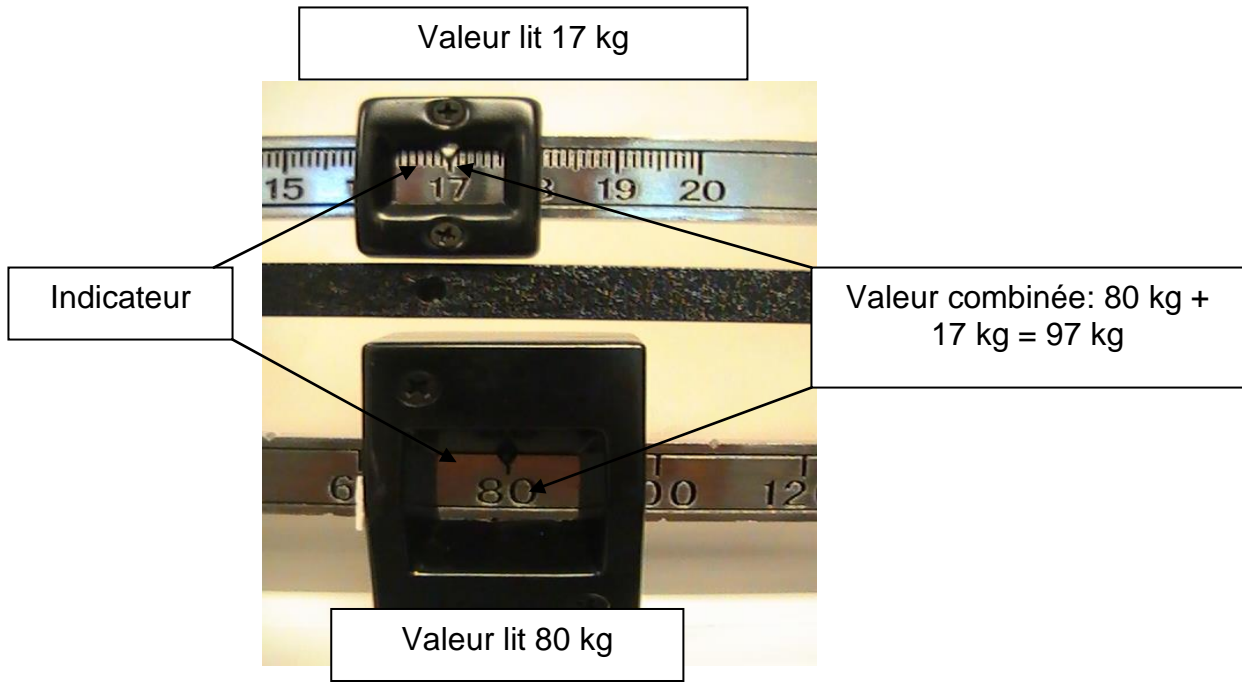 Valeur lit 17 kg
15 17 19 20
Indicateur
Valeur combinée: 80 kg +
17 kg = 97 kg
80
Valeur lit 80 kg